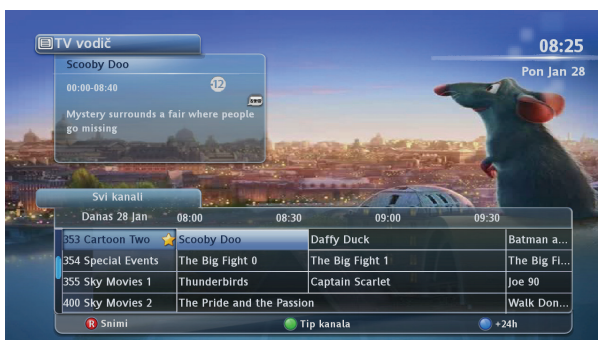 TV vodič
08:25
Pon Jan 28
Scooby Doo
00:00-08:40
-12
Mystery surrounds a fair where people
go missing
Svi kanali
Danas 28 Jan 08:00 08:30 09:00 09:30
353 Cartoon Two Scooby Doo Daffy Duck Batman a...
354 Special Events The Big Fight 0 The Big Fight 1 The Big Fi...
355 Sky Movies 1 Thunderbirds Captain Scarlet Joe 90
400 Sky Movies 2 The Pride and the Passion Walk Don...
R Snimi Tip kanala +24h